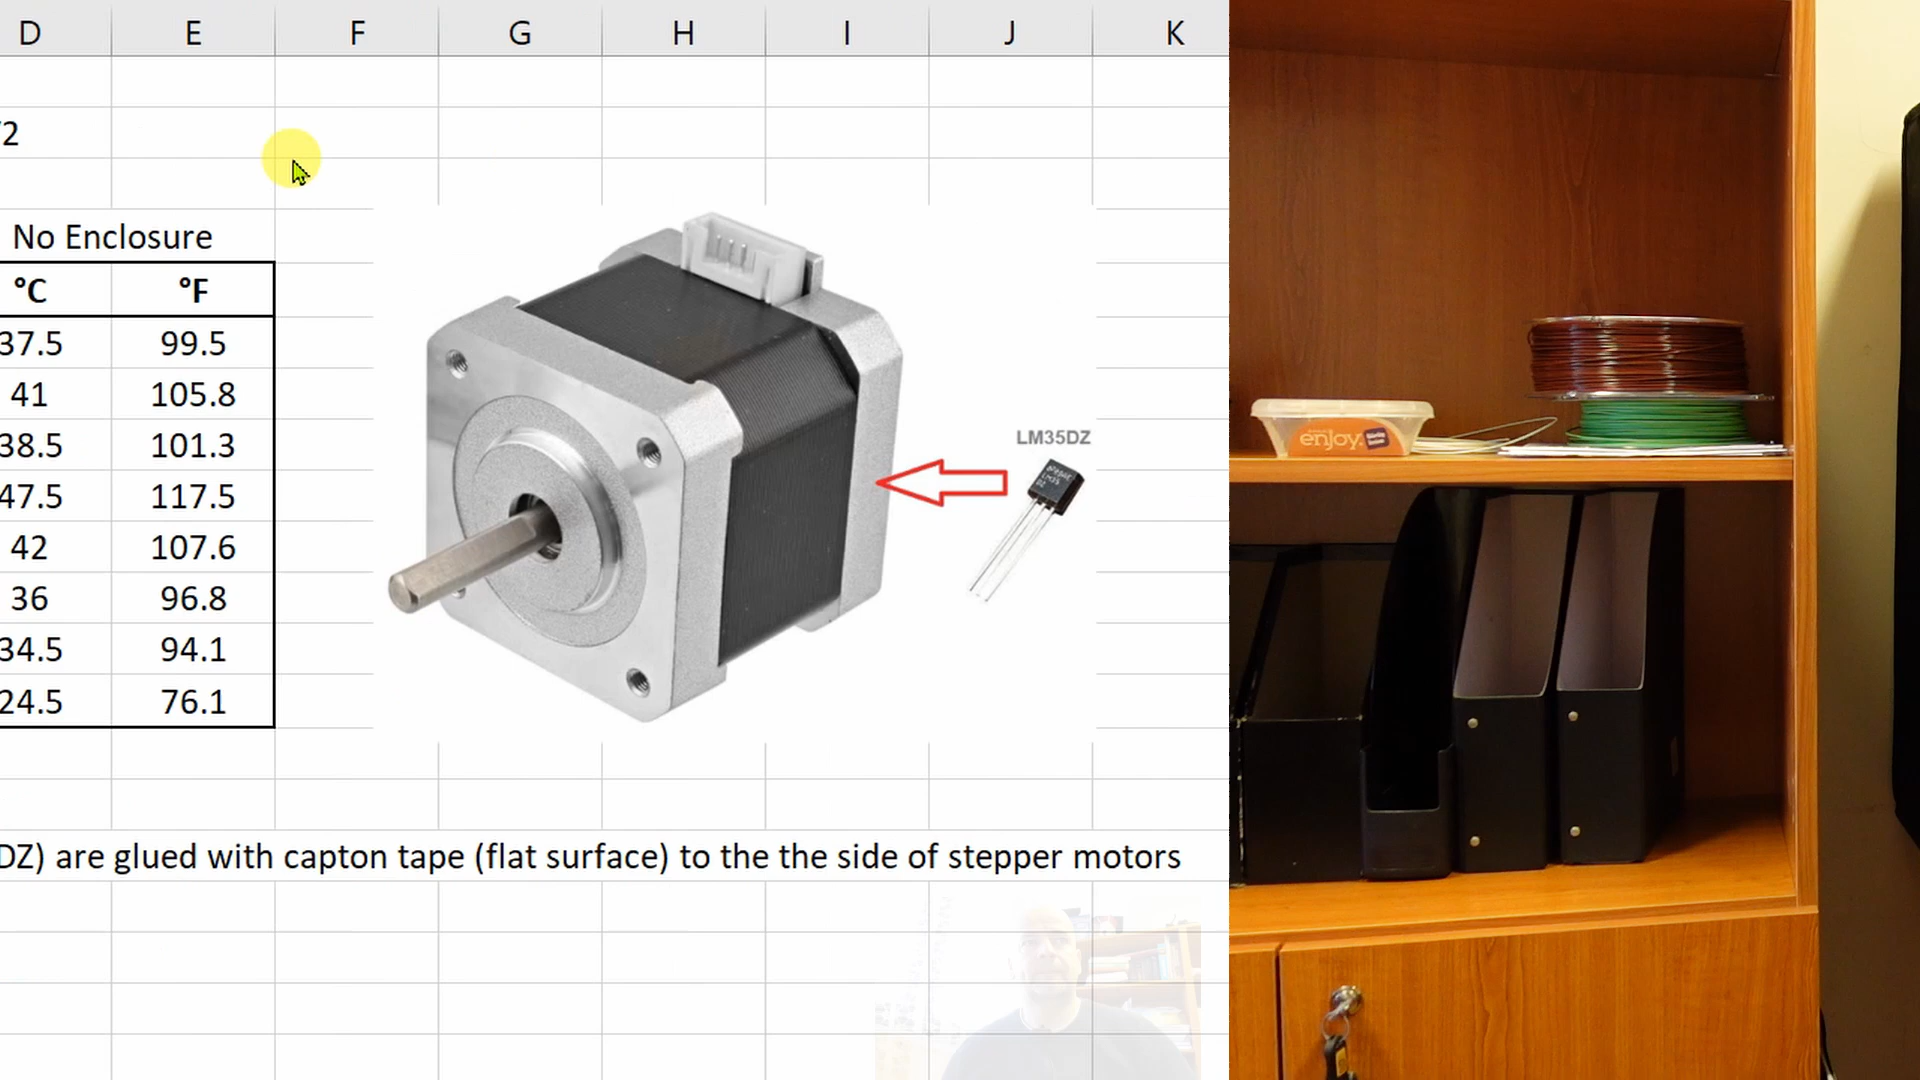 D E F G H I J K
/2
No Enclosure
°C °F
37.5 99.5
41 105.8
38.5 101.3
47.5 117.5
42 107.6
36 96.8
34.5 94.1
24.5 76.1
LM35DZ
LM35
DZ
enjoy.
DZ) are glued with capton tape (flat surface) to the the side of stepper motors